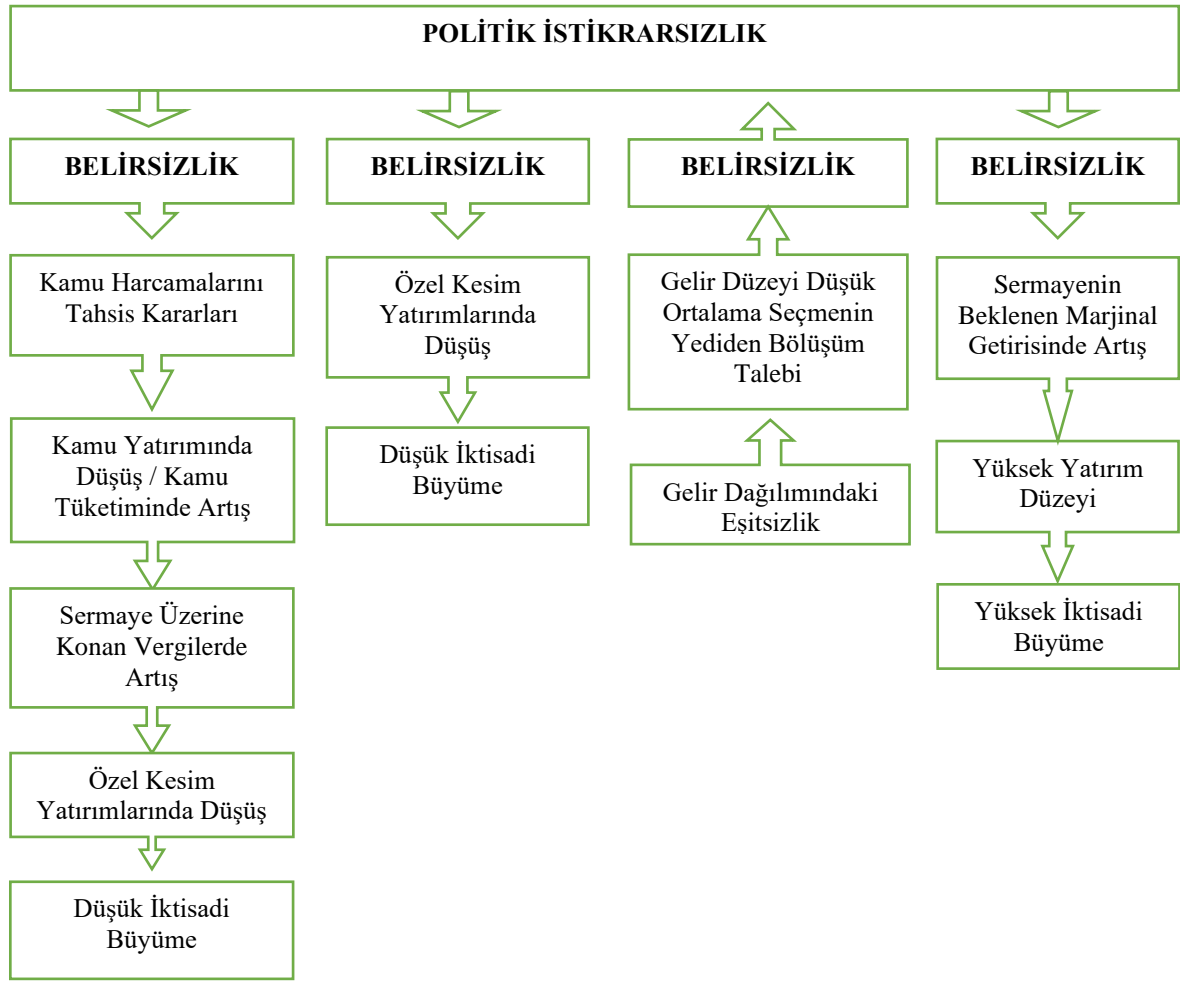 POLİTİK İSTİKRARSIZLIK
BELİRSİZLİK
Kamu Harcamalarını
Tahsis Kararları
Kamu Yatırımında
Düşüş / Kamu
Tüketiminde Artış
Sermaye Üzerine
Konan Vergilerde
Artış
Özel Kesim
Yatırımlarında Düşüş
Düşük İktisadi
Büyüme
BELİRSİZLİK
Özel Kesim
Yatırımlarında
Düşüş
Düşük İktisadi
Büyüme
BELİRSİZLİK
Gelir Düzeyi Düşük
Ortalama Seçmenin
Yediden Bölüşüm
Talebi
Gelir Dağılımındaki
Eşitsizlik
BELİRSİZLİK
Sermayenin
Beklenen Marjinal
Getirisinde Artış
Yüksek Yatırım
Düzeyi
Yüksek İktisadi
Büyüme